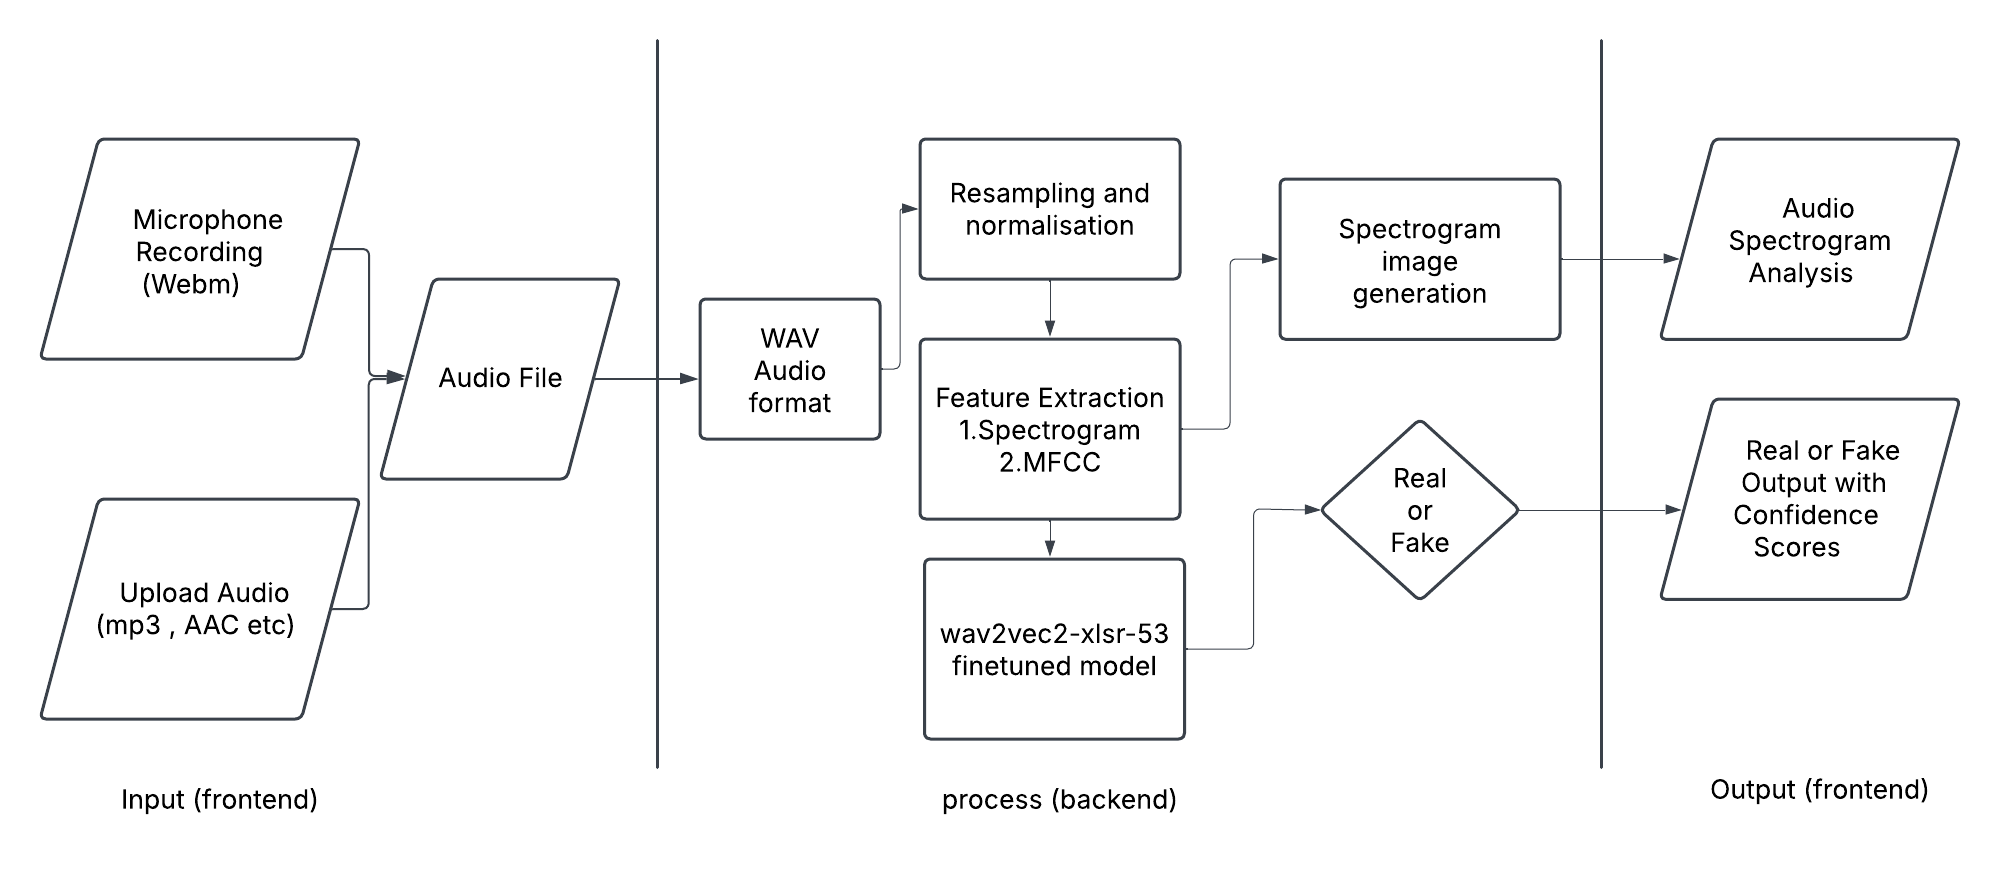 Microphone
Recording
(Webm)
Upload Audio
(mp3 , AAC etc)
Audio File
Input (frontend)
WAV
Audio
format
Resampling and
normalisation
Feature Extraction
1.Spectrogram
2.MFCC
wav2vec2-xlsr-53
finetuned model
Spectrogram
image
generation
Real
or
Fake
process (backend)
Audio
Spectrogram
Analysis
Real or Fake
Output with
Confidence
Scores
Output (frontend)